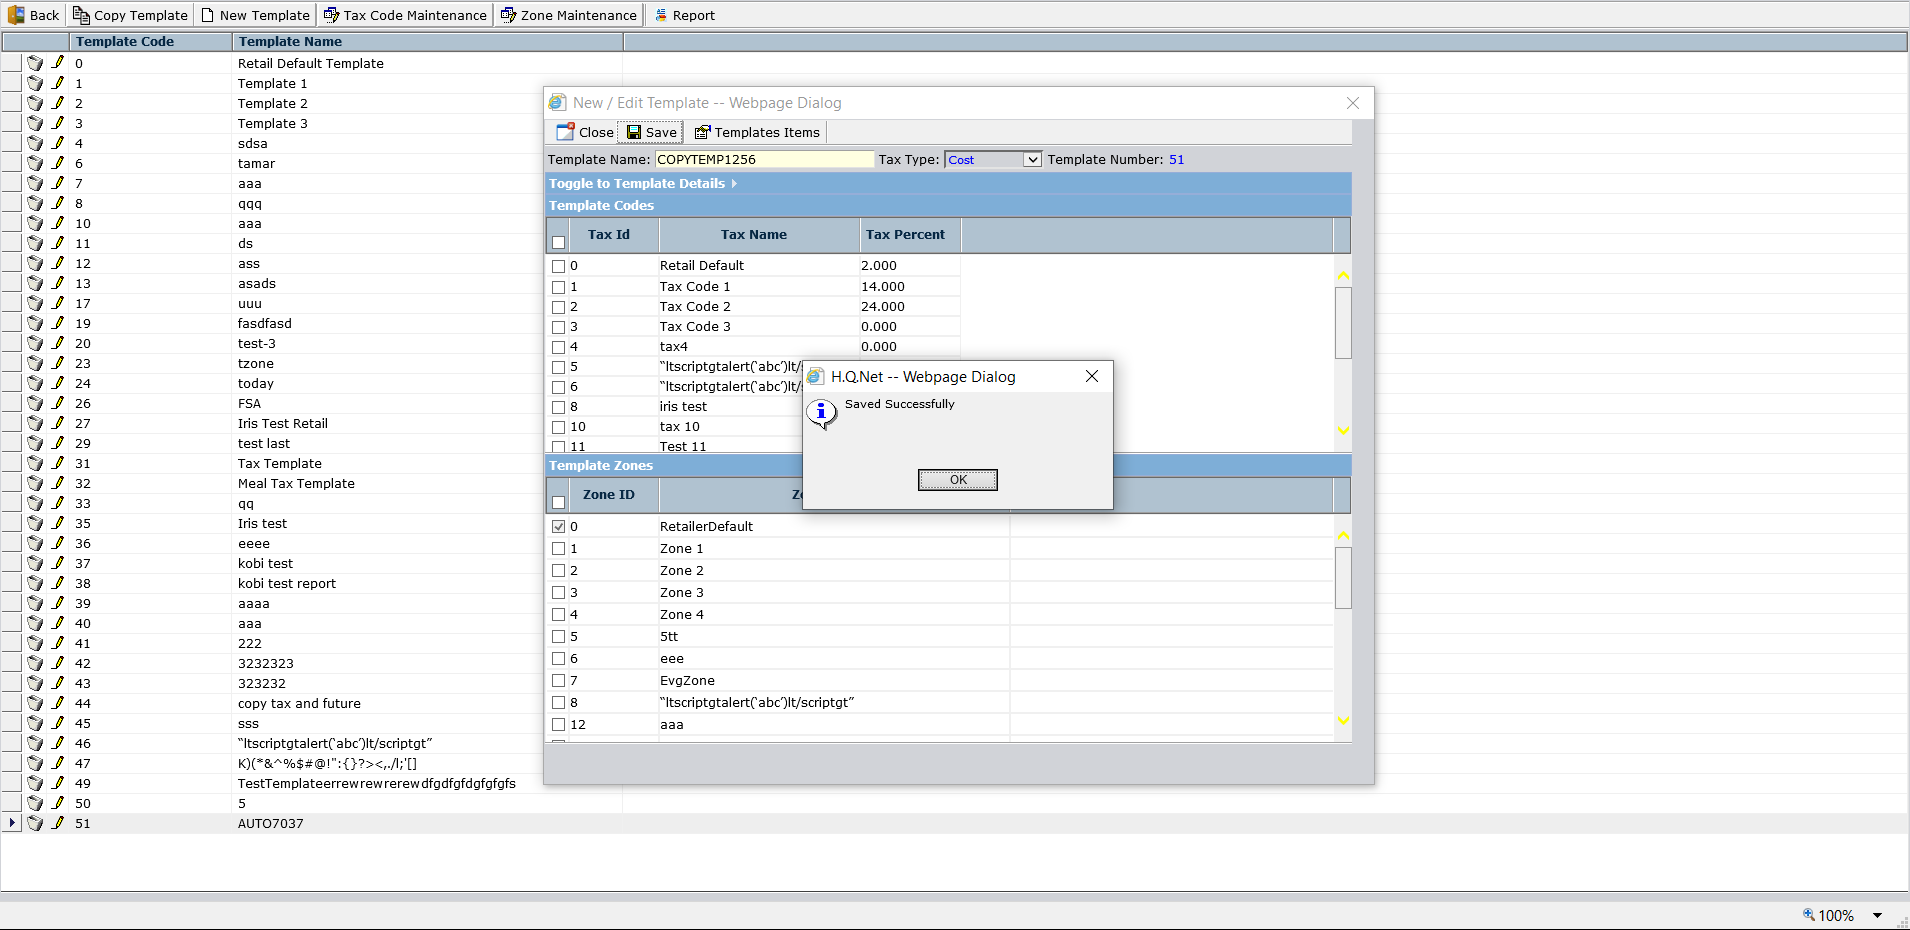 Back Copy Template New Template Tax Code Maintenance Zone Maintenance Report
Template Code Template Name
0 Retail Default Template
1 Template 1
2 Template 2
3 Template 3
4 sdsa
6 tamar
7 aaa
8 qqq
10 aaa
11 ds
12 ass
13 asads
17 uuu
19 fasdfasd
20 test-3
23 tzone
24 today
26 FSA
27 Iris Test Retail
29 test last
31 Tax Template
32 Meal Tax Template
33 qq
35 Iris test
36 eeee
37 kobi test
38 kobi test report
39 aaaa
40 aaa
41 222
42 3232323
43 323232
44 copy tax and future
45 sss
46 “ltscriptgtalert(‘abc’)lt/scriptgt”
47 K)(*&^%$#@!":{}?><,./l;'[]
49 TestTemplateerrewrewrerewdfgdfgfdgfgfgfs
50 5
51 AUTO7037
New / Edit Template -- Webpage Dialog
Close Save Templates Items
Template Name: COPYTEMP1256 Tax Type: Cost Template Number: 51
Toggle to Template Details
Template Codes
Tax Id Tax Name Tax Percent
0 Retail Default 2.000
1 Tax Code 1 14.000
2 Tax Code 2 24.000
3 Tax Code 3 0.000
4 tax4 0.000
5 “ltscriptgtalert(‘abc’)lt/
6 “ltscriptgtalert(‘abc’)lt/
8 iris test
10 tax 10
11 Test 11
Template Zones
Zone ID
0 RetailerDefault
1 Zone 1
2 Zone 2
3 Zone 3
4 Zone 4
5 5tt
6 eee
7 EvgZone
8 “ltscriptgtalert(‘abc’)lt/scriptgt”
12 aaa
H.Q.Net -- Webpage Dialog
Saved Successfully
OK
100%